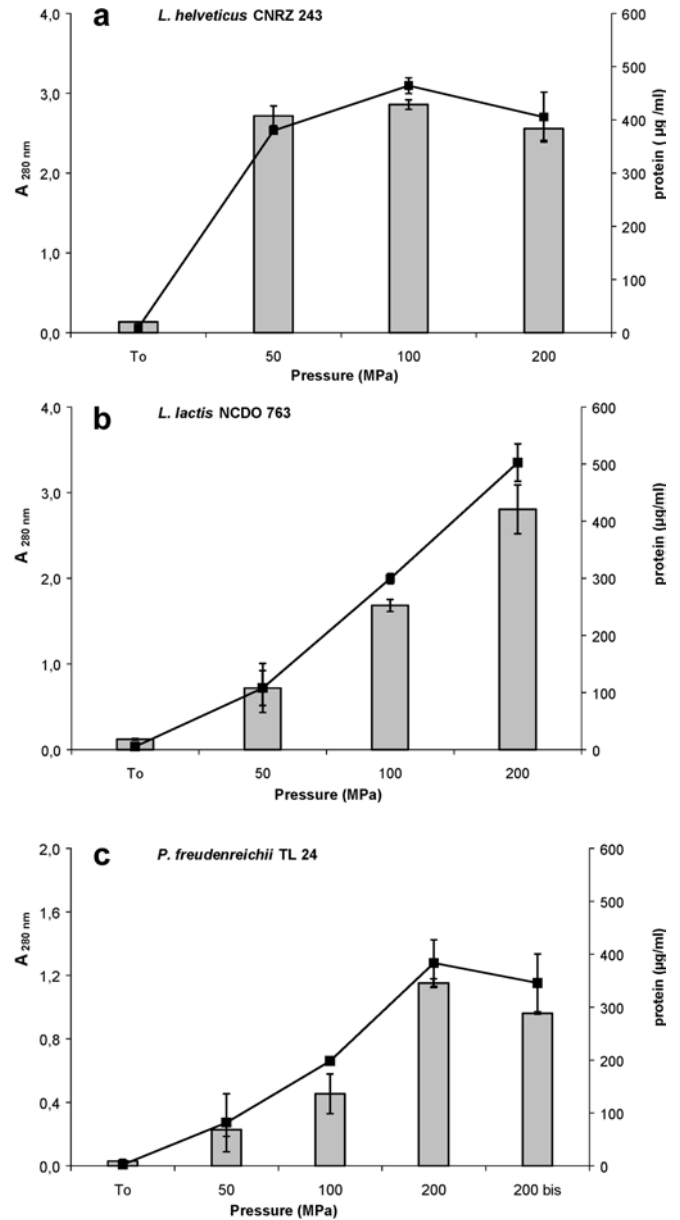 a L. helveticus CNRZ 243
4,0
3,0
2,0
1,0
0,0
A 280 nm
600
500
400
300
200
100
0
protein ( µg /ml)
To 50 100 200
Pressure (MPa)
b L. lactis NCDO 763
4,0
3,0
2,0
1,0
0,0
A 280 nm
600
500
400
300
200
100
0
protein (µg/ml)
To 50 100 200
Pressure (MPa)
c P. freudenreichii TL 24
2,0
1,6
1,2
0,8
0,4
0,0
A 280 nm
600
500
400
300
200
100
0
protein (µg/ml)
To 50 100 200 200 bis
Pressure (MPa)